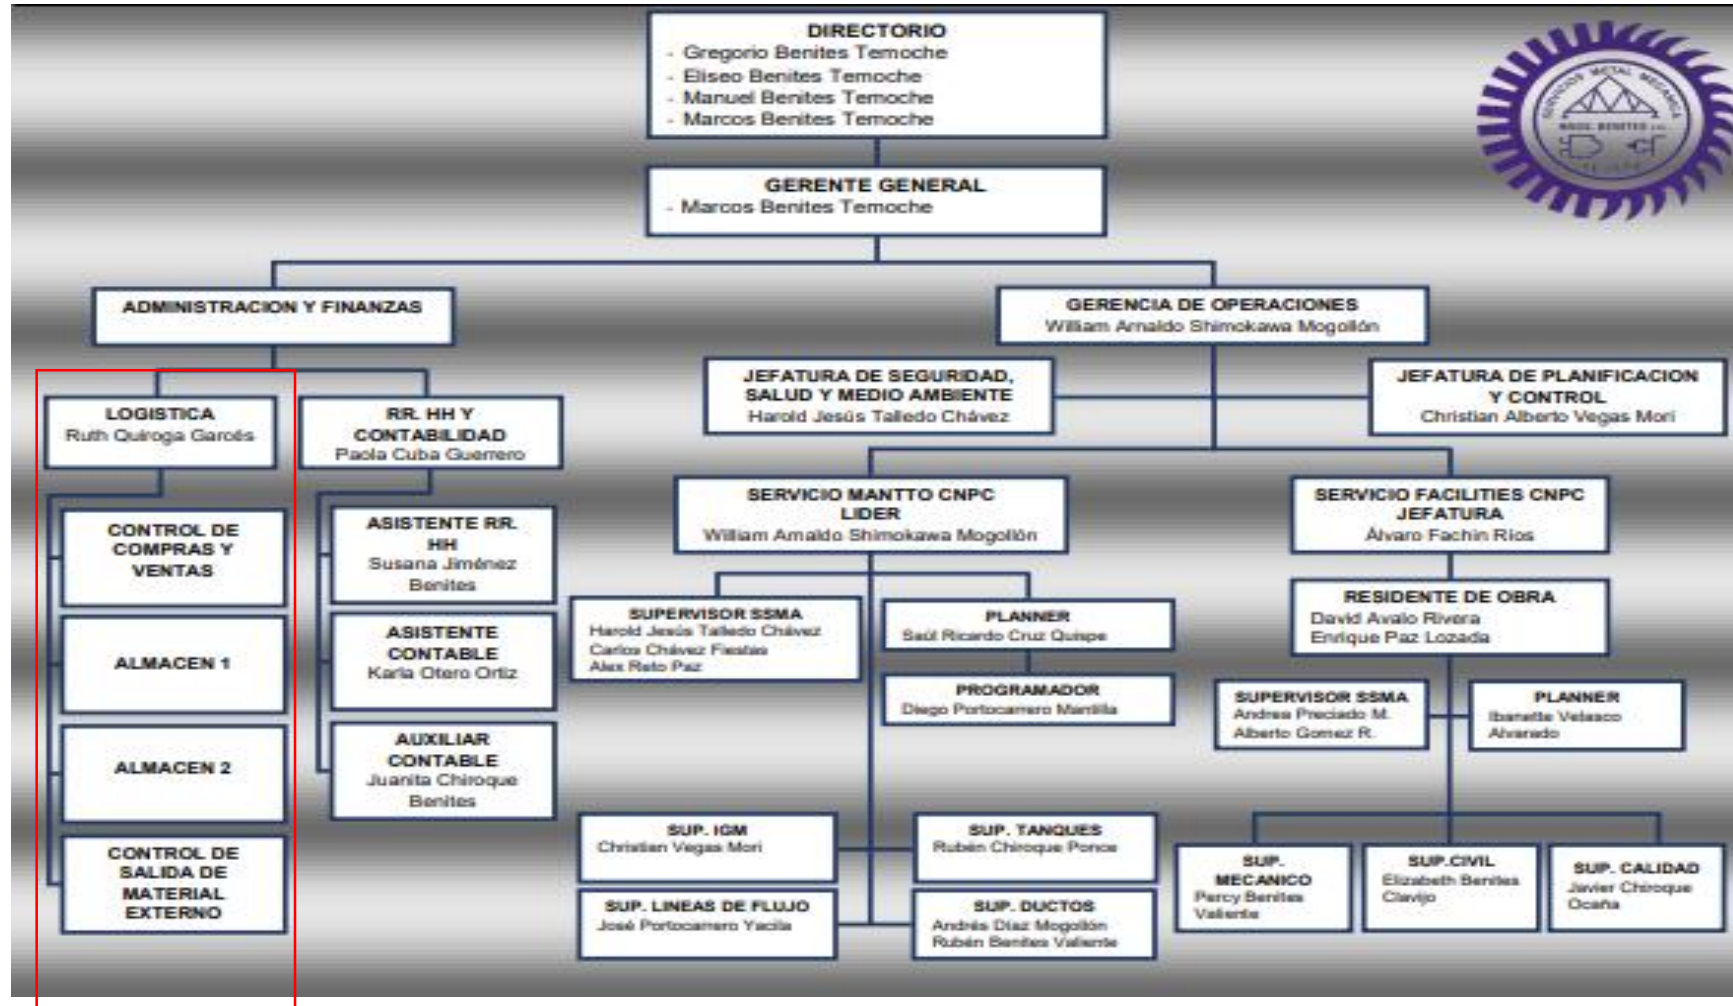 DIRECTORIO
- Gregorio Benites Temoche
- Eliseo Benites Temoche
- Manuel Benites Temoche
- Marcos Benites Temoche
SERVICIOS METAL MECANICA
BENITES
GERENTE GENERAL
- Marcos Benites Temoche
ADMINISTRACION Y FINANZAS
GERENCIA DE OPERACIONES
William Arnaldo Shimokawa Mogollón
JEFATURA DE SEGURIDAD,
SALUD Y MEDIO AMBIENTE
Harold Jesús Talledo Chávez
JEFATURA DE PLANIFICACION
Y CONTROL
Christian Alberto Vegas Mori
LOGISTICA
Ruth Quiroga Garcés
RR. HH Y
CONTABILIDAD
Paola Cuba Guerrero
CONTROL DE
COMPRAS Y
VENTAS
ALMACEN 1
ALMACEN 2
CONTROL DE
SALIDA DE
MATERIAL
EXTERNO
ASISTENTE RR.
HH
Susana Jiménez
Benites
ASISTENTE
CONTABLE
Karla Otero Ortiz
AUXILIAR
CONTABLE
Juanita Chiroque
Benites
SERVICIO MANTTO CNPC
LIDER
William Arnaldo Shimokawa Mogollón
SUPERVISOR SSMA
Harold Jesús Talledo Chávez
Carlos Chávez Fiestas
Alex Reto Paz
PLANNER
Saúl Ricardo Cruz Quispe
PROGRAMADOR
Diego Portocarrero Mantilla
SUP. IGM
Christian Vegas Mori
SUP. TANQUES
Rubén Chiroque Ponce
SUP. LINEAS DE FLUJO
José Portocarrero Yacila
SUP. DUCTOS
Andrés Díaz Mogollón
Rubén Benites Valiente
SERVICIO FACILITIES CNPC
JEFATURA
Álvaro Fachin Ríos
RESIDENTE DE OBRA
David Avalo Rivera
Enrique Paz Lozada
SUPERVISOR SSMA
Andrea Preciado M.
Alberto Gomez R.
PLANNER
Ibanette Velasco
Alvarado
SUP.
MECANICO
Percy Benites
Valiente
SUP.CIVIL
Elizabeth Benites
Clavijo
SUP. CALIDAD
Javier Chiroque
Ocaña